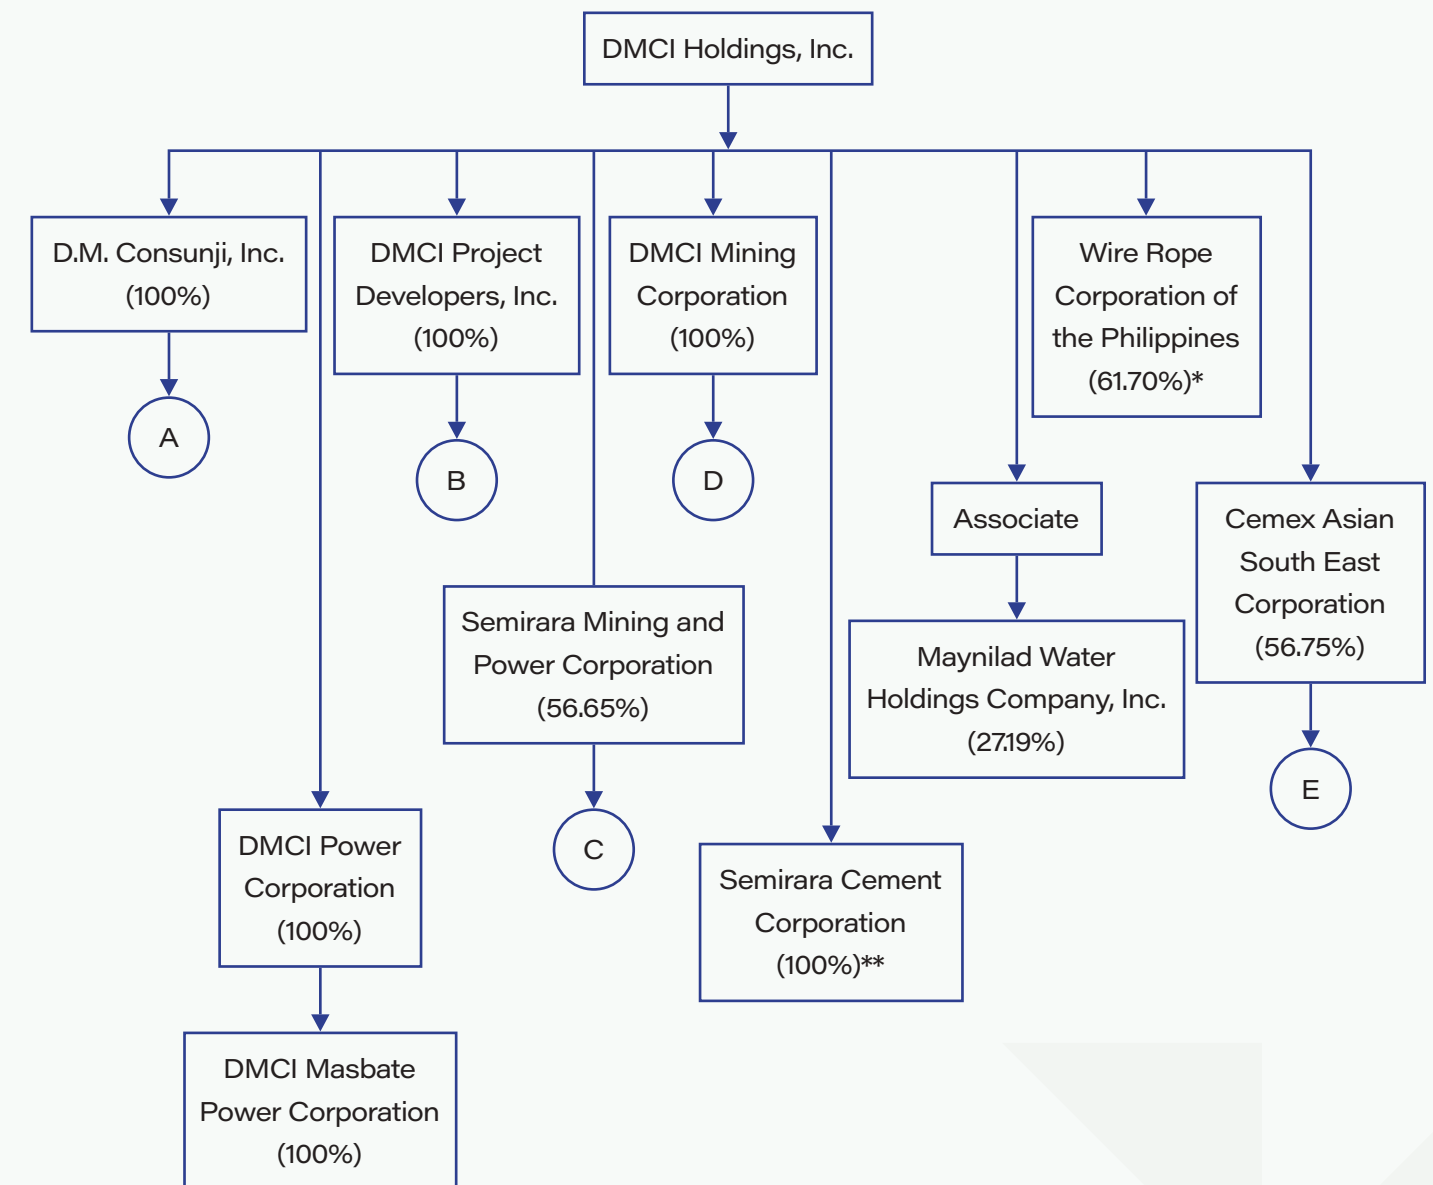 DMCI Holdings, Inc.
D.M. Consunji, Inc.
(100%)
A
DMCI Project
Developers, Inc.
(100%)
B
DMCI Mining
Corporation
(100%)
D
Wire Rope
Corporation of
the Philippines
(61.70%)*
Associate
Maynilad Water
Holdings Company, Inc.
(27.19%)
Cemex Asian
South East
Corporation
(56.75%)
E
Semirara Mining and
Power Corporation
(56.65%)
C
DMCI Power
Corporation
(100%)
Semirara Cement
Corporation
(100%)**
DMCI Masbate
Power Corporation
(100%)